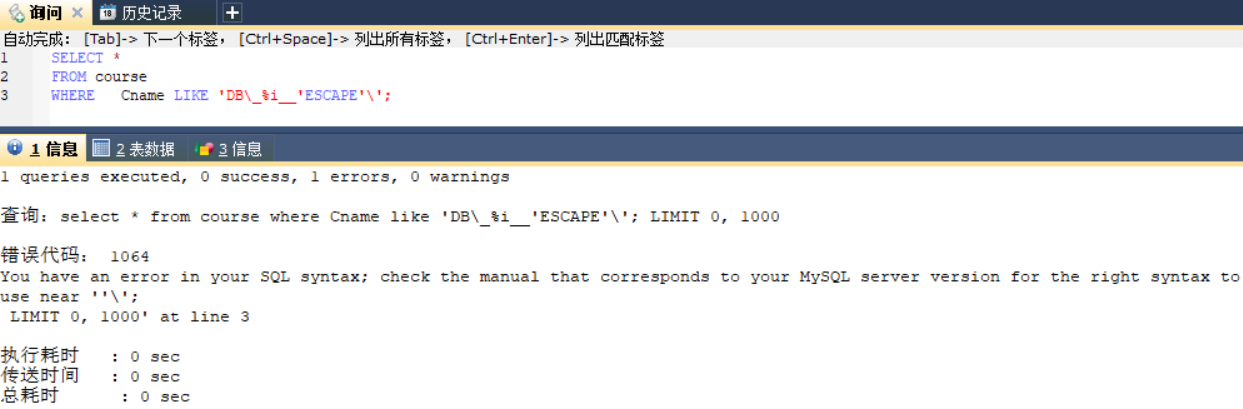 询问 历史记录
自动完成: [Tab]-> 下一个标签, [Ctrl+Space]-> 列出所有标签, [Ctrl+Enter]-> 列出匹配标签
1 SELECT *
2 FROM course
3 WHERE Cname LIKE 'DB\_%i__'ESCAPE'\';
1 信息 2 表数据 3 信息
1 queries executed, 0 success, 1 errors, 0 warnings
查询: select * from course where Cname like 'DB\_%i__'ESCAPE'\'; LIMIT 0, 1000
错误代码: 1064
You have an error in your SQL syntax; check the manual that corresponds to your MySQL server version for the right syntax to
use near ''\';
LIMIT 0, 1000' at line 3
执行耗时 : 0 sec
传送时间 : 0 sec
总耗时 : 0 sec